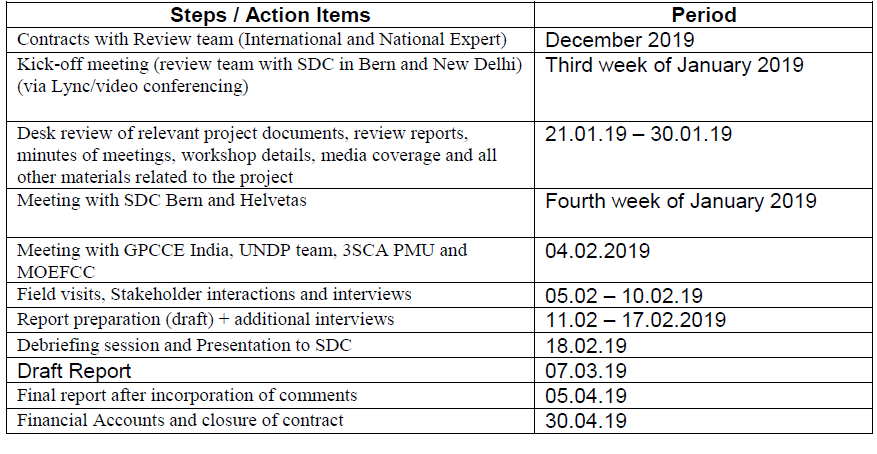 Steps / Action Items Period
Contracts with Review team (International and National Expert) December 2019
Kick-off meeting (review team with SDC in Bern and New Delhi) Third week of January 2019
(via Lync/video conferencing)
Desk review of relevant project documents, review reports, 21.01.19 – 30.01.19
minutes of meetings, workshop details, media coverage and all
other materials related to the project
Meeting with SDC Bern and Helvetas Fourth week of January 2019
Meeting with GPCCE India, UNDP team, 3SCA PMU and 04.02.2019
MOEFCC
Field visits, Stakeholder interactions and interviews 05.02 – 10.02.19
Report preparation (draft) + additional interviews 11.02 – 17.02.2019
Debriefing session and Presentation to SDC 18.02.19
Draft Report 07.03.19
Final report after incorporation of comments 05.04.19
Financial Accounts and closure of contract 30.04.19